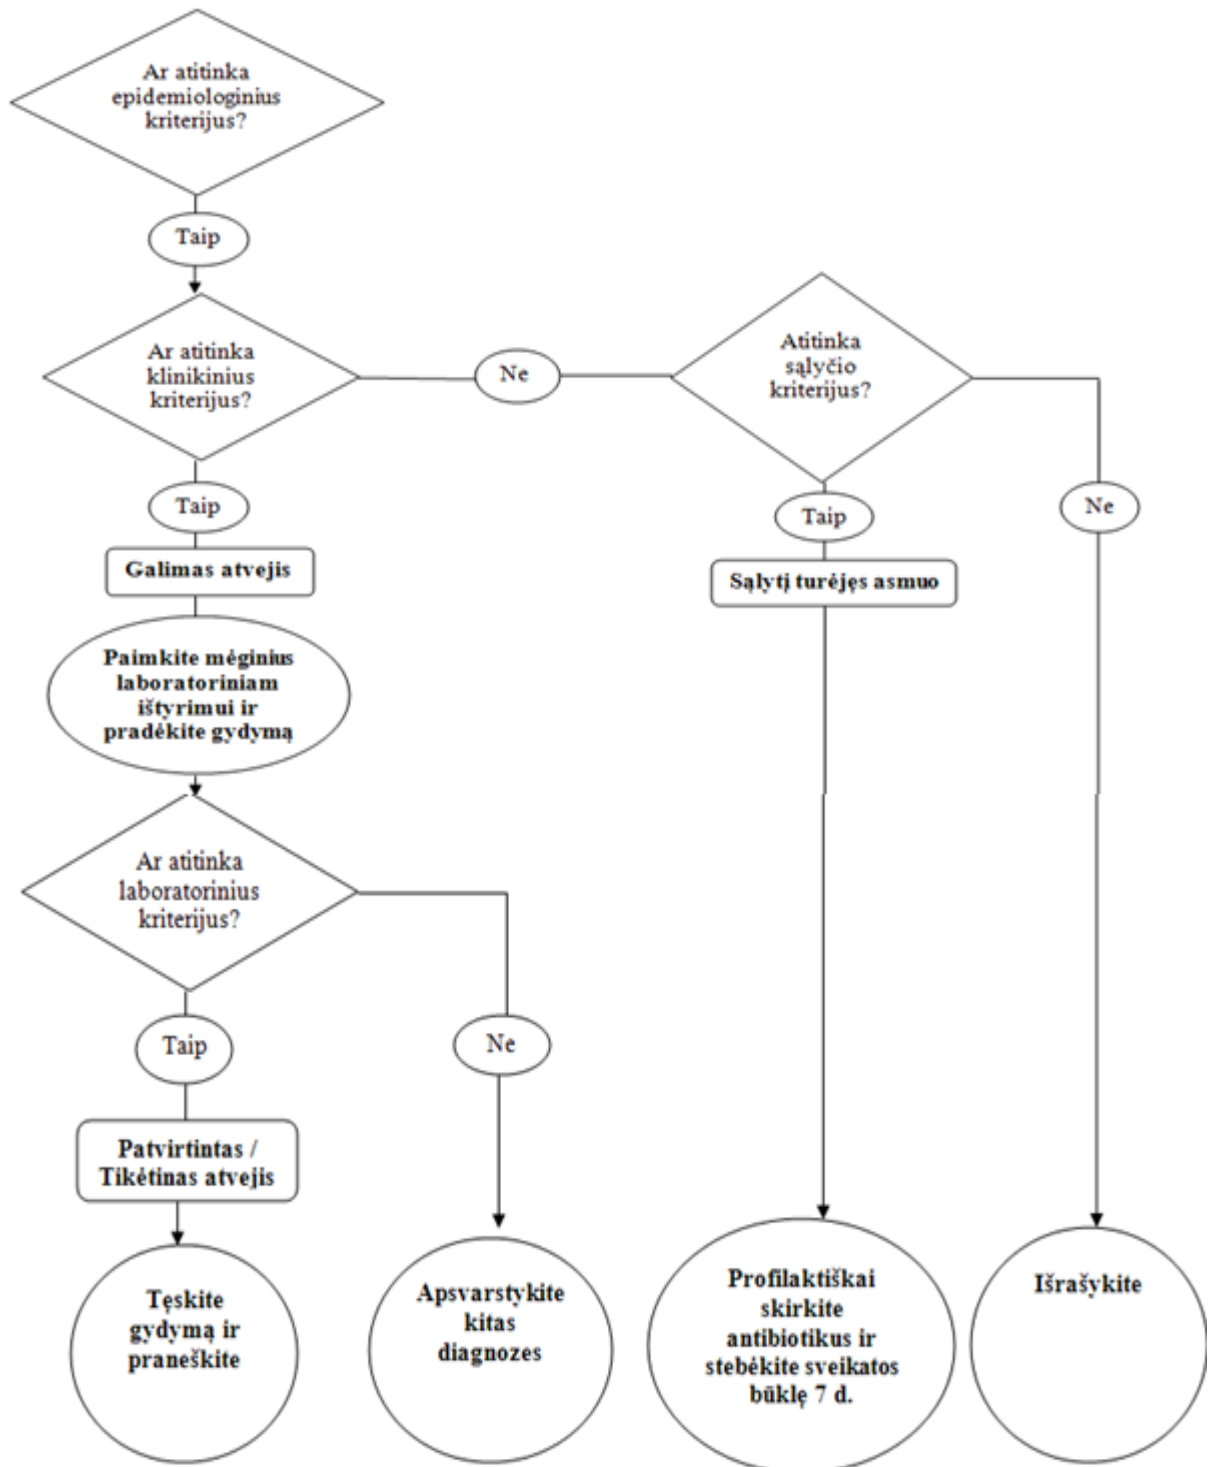 Ar atitinka
epidemiologinius
kriterijus?
Taip
Ar atitinka
klinikinius
kriterijus?
Ne
Atitinka
sąlyčio
kriterijus?
Taip
Taip
Ne
Galimas atvejis
Sąlytį turėjęs asmuo
Paimkite mėginius
laboratoriniam
ištyrimui ir
pradėkite gydymą
Ar atitinka
laboratorinius
kriterijus?
Taip
Ne
Patvirtintas /
Tikėtinas atvejis
Tęskite
gydymą ir
praneškite
Apsvarstykite
kitas
diagnozes
Profilaktiškai
skirkite
antibiotikus ir
stebėkite sveikatos
būklę 7 d.
Išrašykite